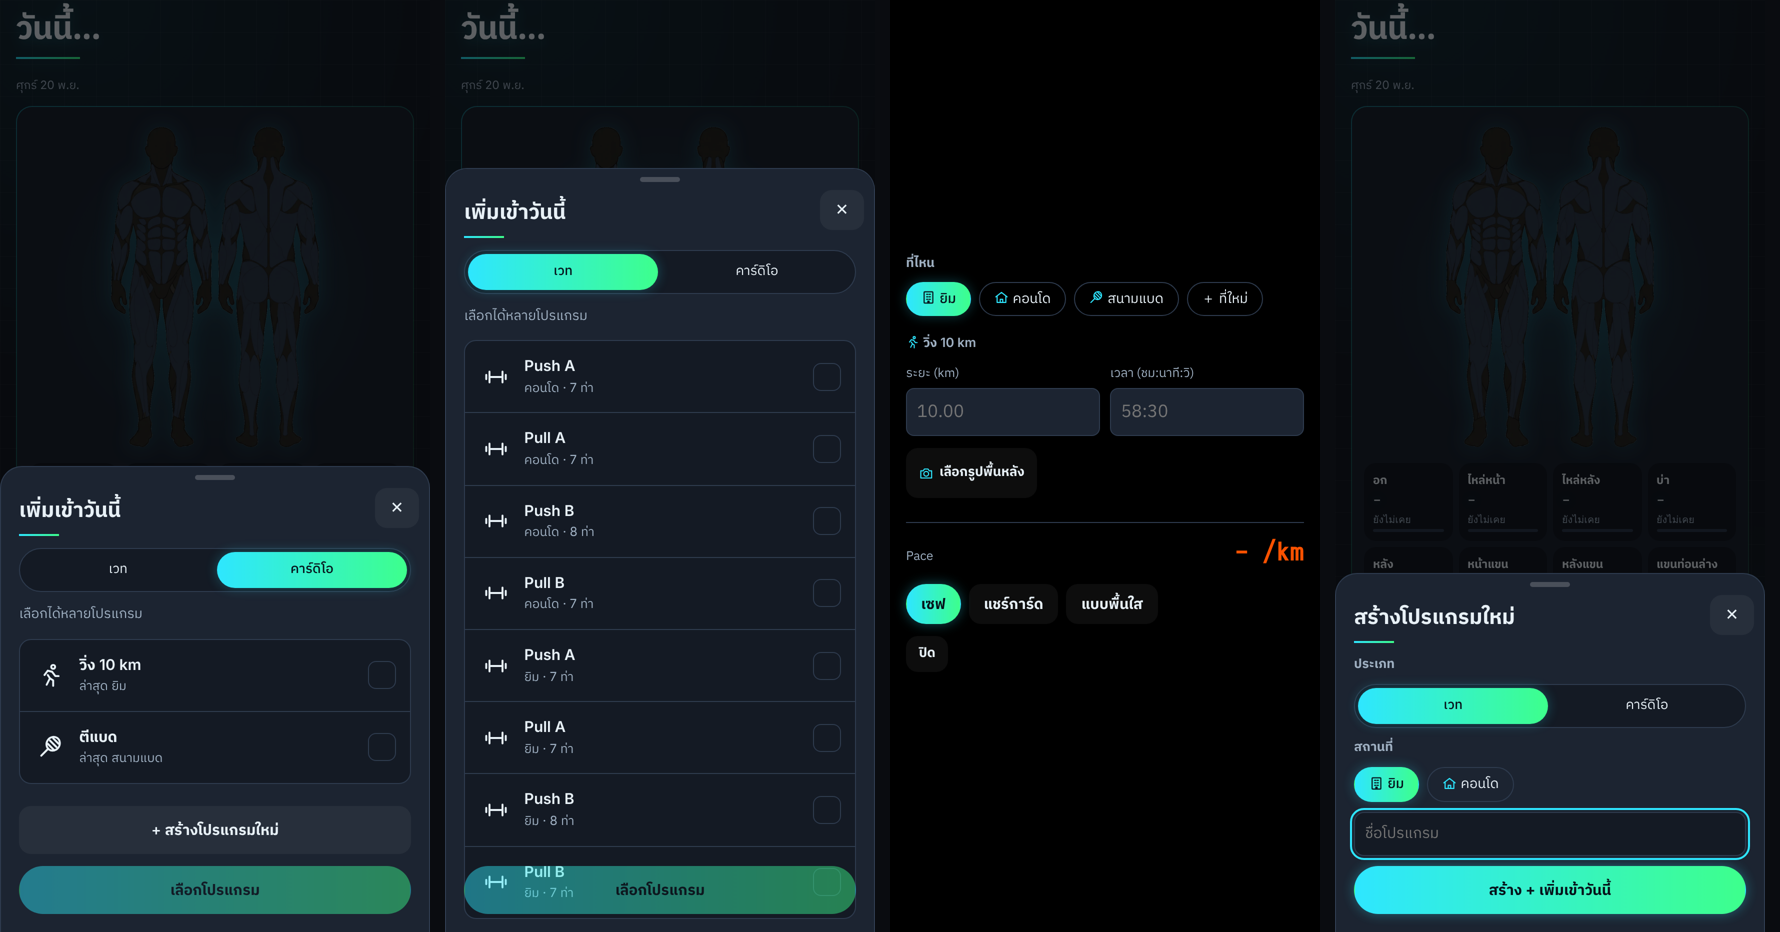 วันนี้...
ศุกร์ 20 พ.ย.
เพิ่มเข้าวันนี้
×
เวท
คาร์ดิโอ
เลือกได้หลายโปรแกรม
วิ่ง 10 km
ล่าสุด ยิม
ตีแบด
ล่าสุด สนามแบด
+ สร้างโปรแกรมใหม่
เลือกโปรแกรม
วันนี้...
ศุกร์ 20 พ.ย.
เพิ่มเข้าวันนี้
×
เวท
คาร์ดิโอ
เลือกได้หลายโปรแกรม
Push A
คอนโด · 7 ท่า
Pull A
คอนโด · 7 ท่า
Push B
คอนโด · 8 ท่า
Pull B
คอนโด · 7 ท่า
Push A
ยิม · 7 ท่า
Pull A
ยิม · 7 ท่า
Push B
ยิม · 8 ท่า
Pull B
ยิม · 7 ท่า
เลือกโปรแกรม
ที่ไหน
ยิม
คอนโด
สนามแบด
+ ที่ใหม่
วิ่ง 10 km
ระยะ (km)
เวลา (ชม:นาที:วิ)
10.00
58:30
เลือกรูปพื้นหลัง
Pace
– /km
เซฟ
แชร์การ์ด
แบบพื้นใส
ปิด
วันนี้...
ศุกร์ 20 พ.ย.
อก
ไหล่หน้า
ไหล่หลัง
บ่า
–
–
–
–
ยังไม่เคย
ยังไม่เคย
ยังไม่เคย
ยังไม่เคย
หลัง
หน้าแขน
หลังแขน
แขนท่อนล่าง
สร้างโปรแกรมใหม่
×
ประเภท
เวท
คาร์ดิโอ
สถานที่
ยิม
คอนโด
ชื่อโปรแกรม
สร้าง + เพิ่มเข้าวันนี้